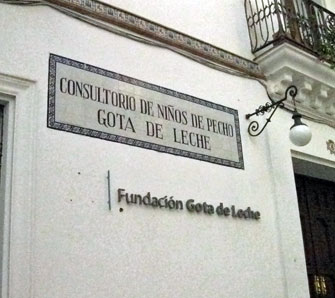 CONSULTORIO DE NIÑOS DE PECHO
GOTA DE LECHE
Fundación Gota de Leche